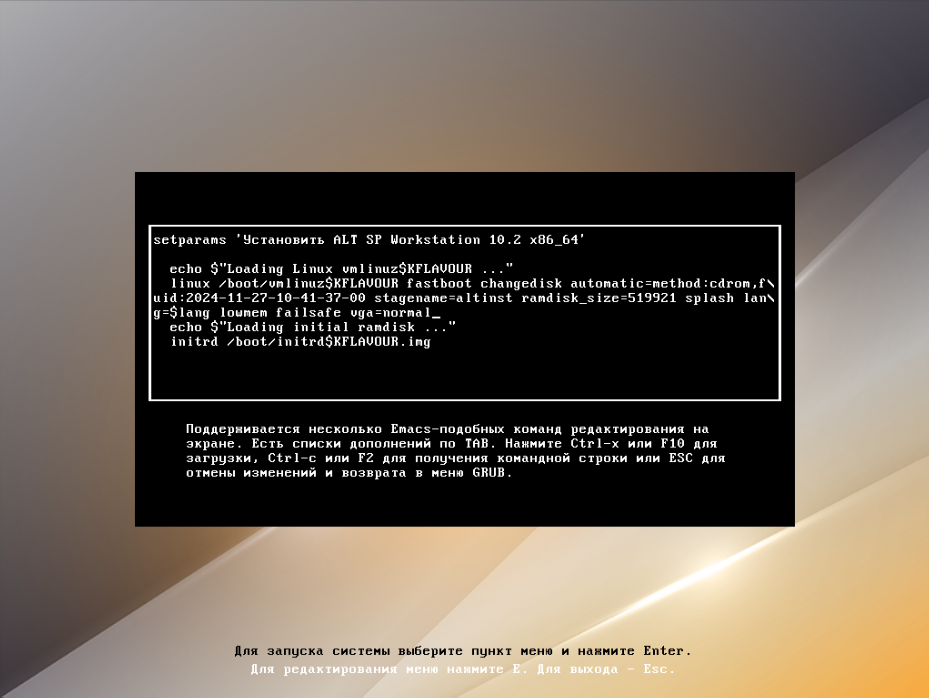 setparams 'Установить ALT SP Workstation 10.2 x86_64'
echo $"Loading Linux vmlinuz$KFLAVOUR ..."
linux /boot/vmlinuz$KFLAVOUR fastboot changedisk automatic=method:cdrom,f\
uid:2024-11-27-10-41-37-00 stagename=altinst ramdisk_size=519921 splash lan\
g=$lang lowmem failsafe vga=normal_
echo $"Loading initial ramdisk ..."
initrd /boot/initrd$KFLAVOUR.img
Поддерживается несколько Emacs-подобных команд редактирования на
экране. Есть списки дополнений по TAB. Нажмите Ctrl-x или F10 для
загрузки, Ctrl-c или F2 для получения командной строки или ESC для
отмены изменений и возврата в меню GRUB.
Для запуска системы выберите пункт меню и нажмите Enter.
Для редактирования меню нажмите E. Для выхода - Esc.